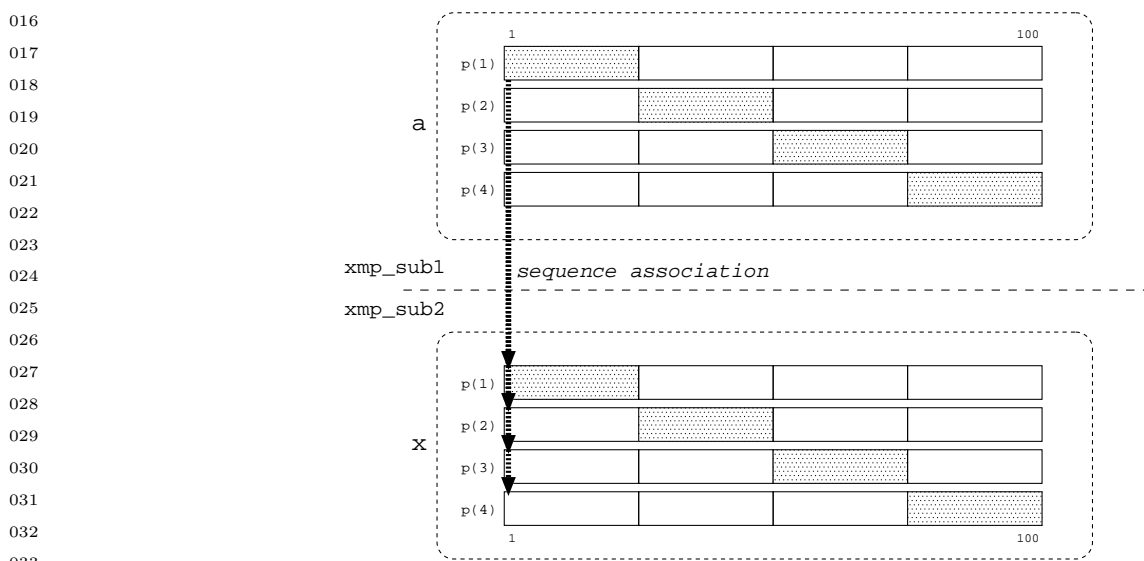 016
1 100
017 p(1)
018
019 p(2)
a
020 p(3)
021 p(4)
022
023
024 xmp_sub1 sequence association
025 xmp_sub2
026
027 p(1)
028
029 p(2)
x
030 p(3)
031 p(4)
032 1 100